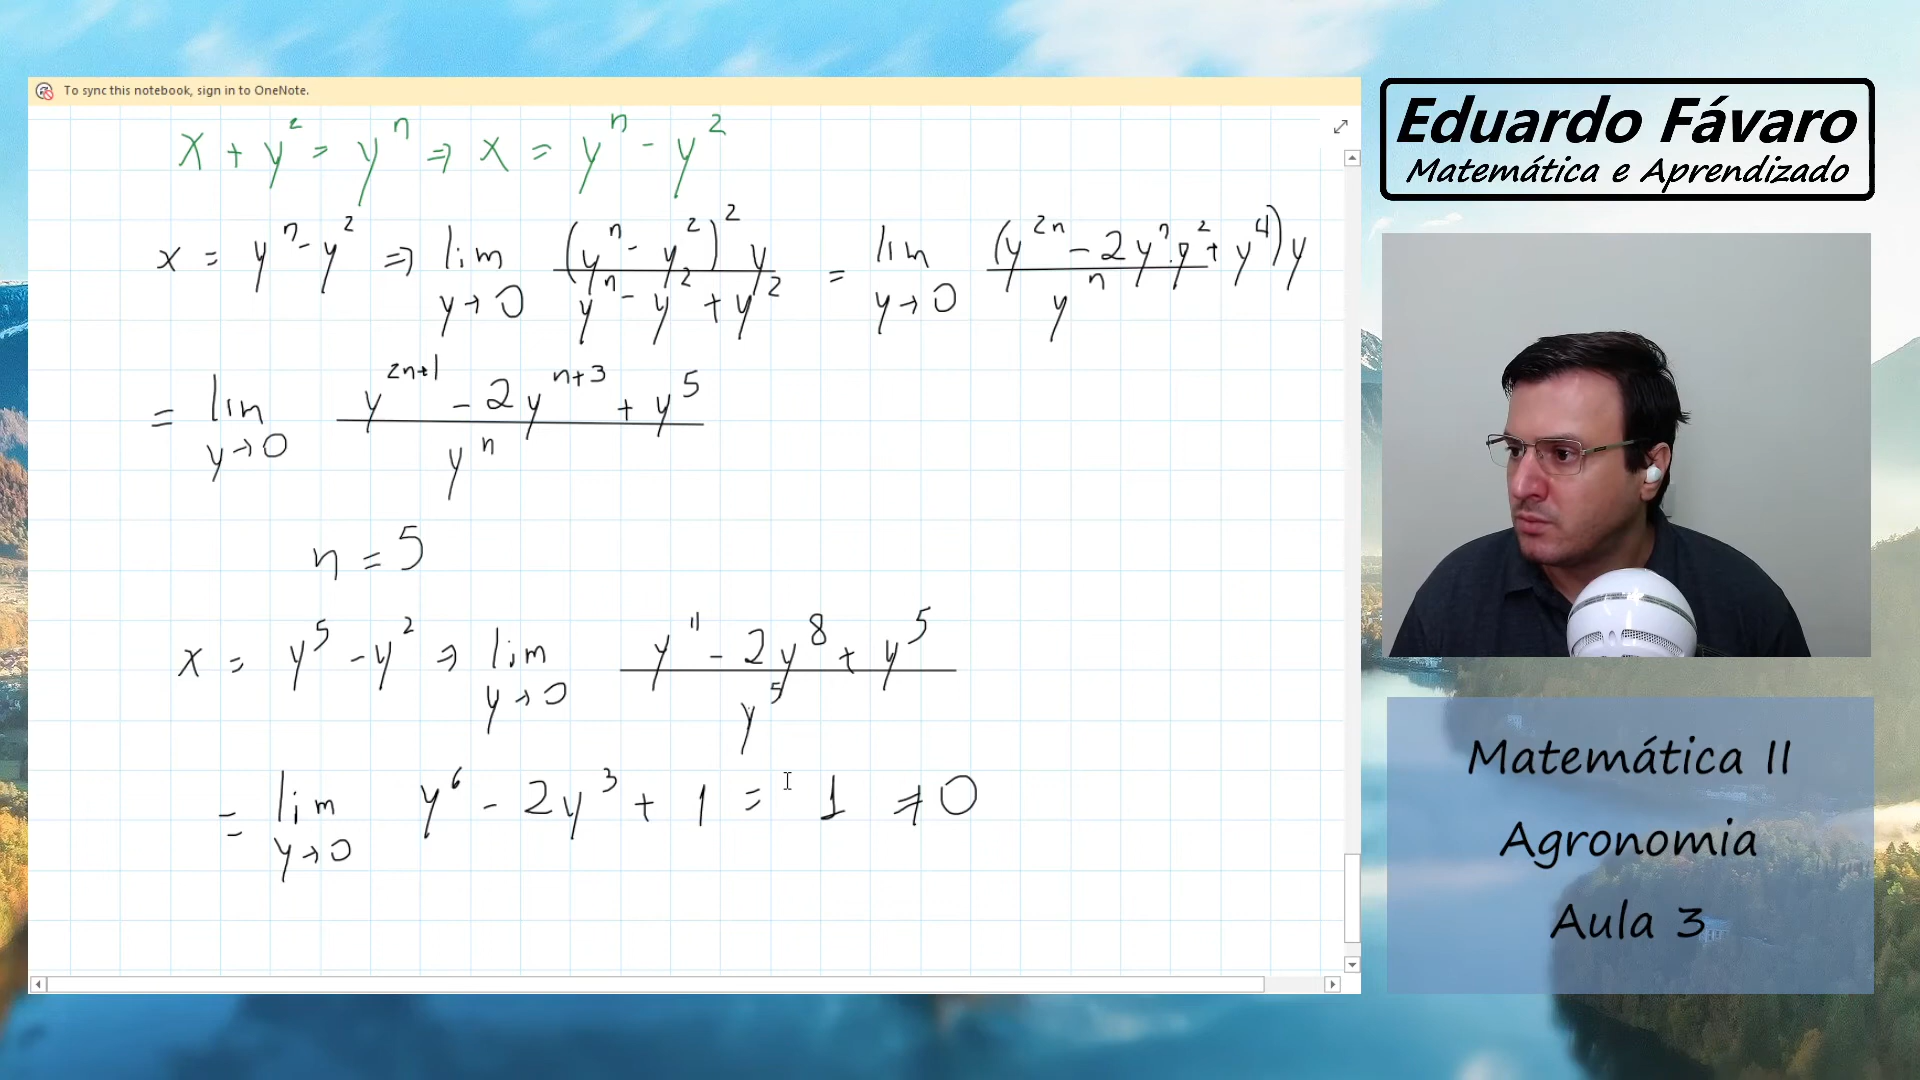 To sync this notebook, sign in to OneNote.
x + y² = yⁿ ⇒ x = yⁿ - y²
x = yⁿ - y² ⇒ lim y→0 (yⁿ - y²)² y / yⁿ - y² + y² = lim y→0 (y²ⁿ - 2yⁿ.y² + y⁴)y / yⁿ
= lim y→0 y²ⁿ⁺¹ - 2yⁿ⁺³ + y⁵ / yⁿ
n = 5
x = y⁵ - y² ⇒ lim y→0 y¹¹ - 2y⁸ + y⁵ / y⁵
= lim y→0 y⁶ - 2y³ + 1 = 1 ≠ 0
Eduardo Fávaro
Matemática e Aprendizado
Matemática II
Agronomia
Aula 3